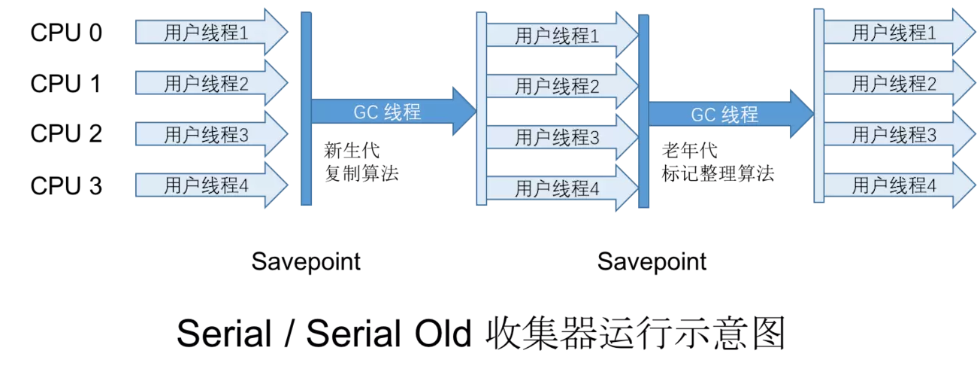 CPU 0 用户线程1 用户线程1 用户线程1
CPU 1 用户线程2 用户线程2 用户线程2
GC 线程 GC 线程
CPU 2 用户线程3 用户线程3 用户线程3
新生代 老年代
复制算法 标记整理算法
CPU 3 用户线程4 用户线程4 用户线程4
Savepoint Savepoint
Serial / Serial Old 收集器运行示意图